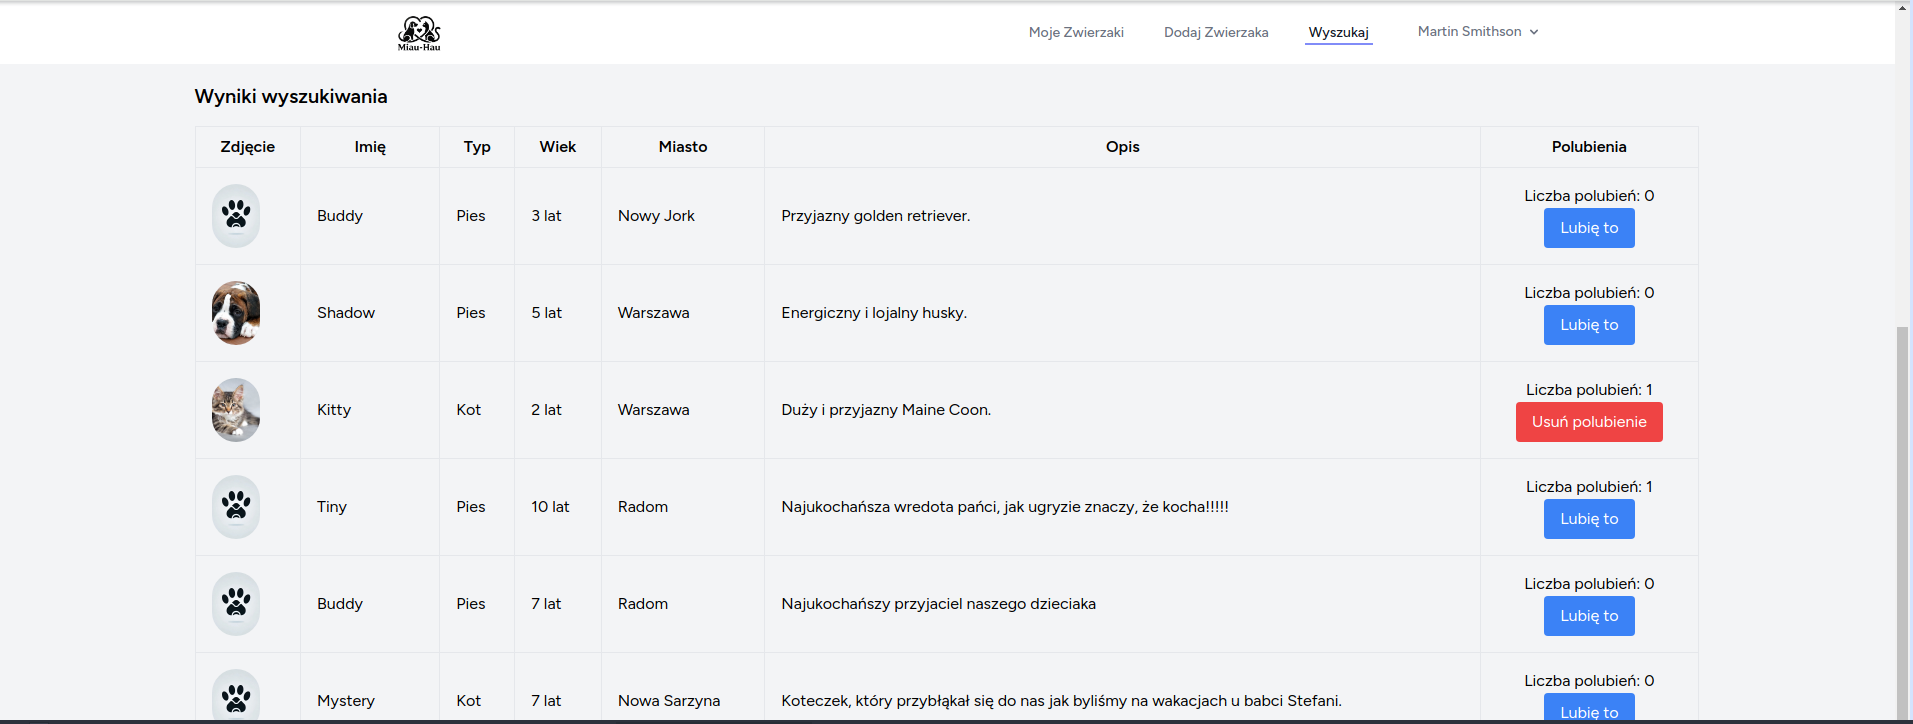 Miau-Hau
Moje Zwierzaki Dodaj Zwierzaka Wyszukaj Martin Smithson
Wyniki wyszukiwania
Zdjęcie Imię Typ Wiek Miasto Opis Polubienia
Buddy Pies 3 lat Nowy Jork Przyjazny golden retriever. Liczba polubień: 0
Lubię to
Shadow Pies 5 lat Warszawa Energiczny i lojalny husky. Liczba polubień: 0
Lubię to
Kitty Kot 2 lat Warszawa Duży i przyjazny Maine Coon. Liczba polubień: 1
Usuń polubienie
Tiny Pies 10 lat Radom Najukochańsza wredota pańci, jak ugryzie znaczy, że kocha!!!!! Liczba polubień: 1
Lubię to
Buddy Pies 7 lat Radom Najukochańszy przyjaciel naszego dzieciaka Liczba polubień: 0
Lubię to
Mystery Kot 7 lat Nowa Sarzyna Koteczek, który przybłąkał się do nas jak byliśmy na wakacjach u babci Stefani. Liczba polubień: 0
Lubię to